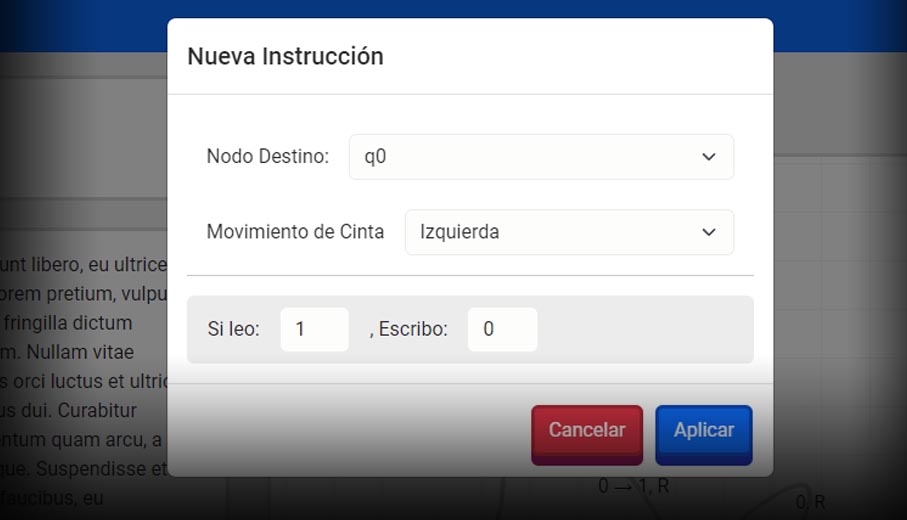 Nueva Instrucción
Nodo Destino: q0
Movimiento de Cinta Izquierda
Si leo: 1 , Escribo: 0
Cancelar Aplicar
unt libero, eu ultrice
orem pretium, vulpu
fringilla dictum
m. Nullam vitae
s orci luctus et ultric
us dui. Curabitur
entum quam arcu, a
que. Suspendisse et
faucibus, eu
0 → 1, R
0, R